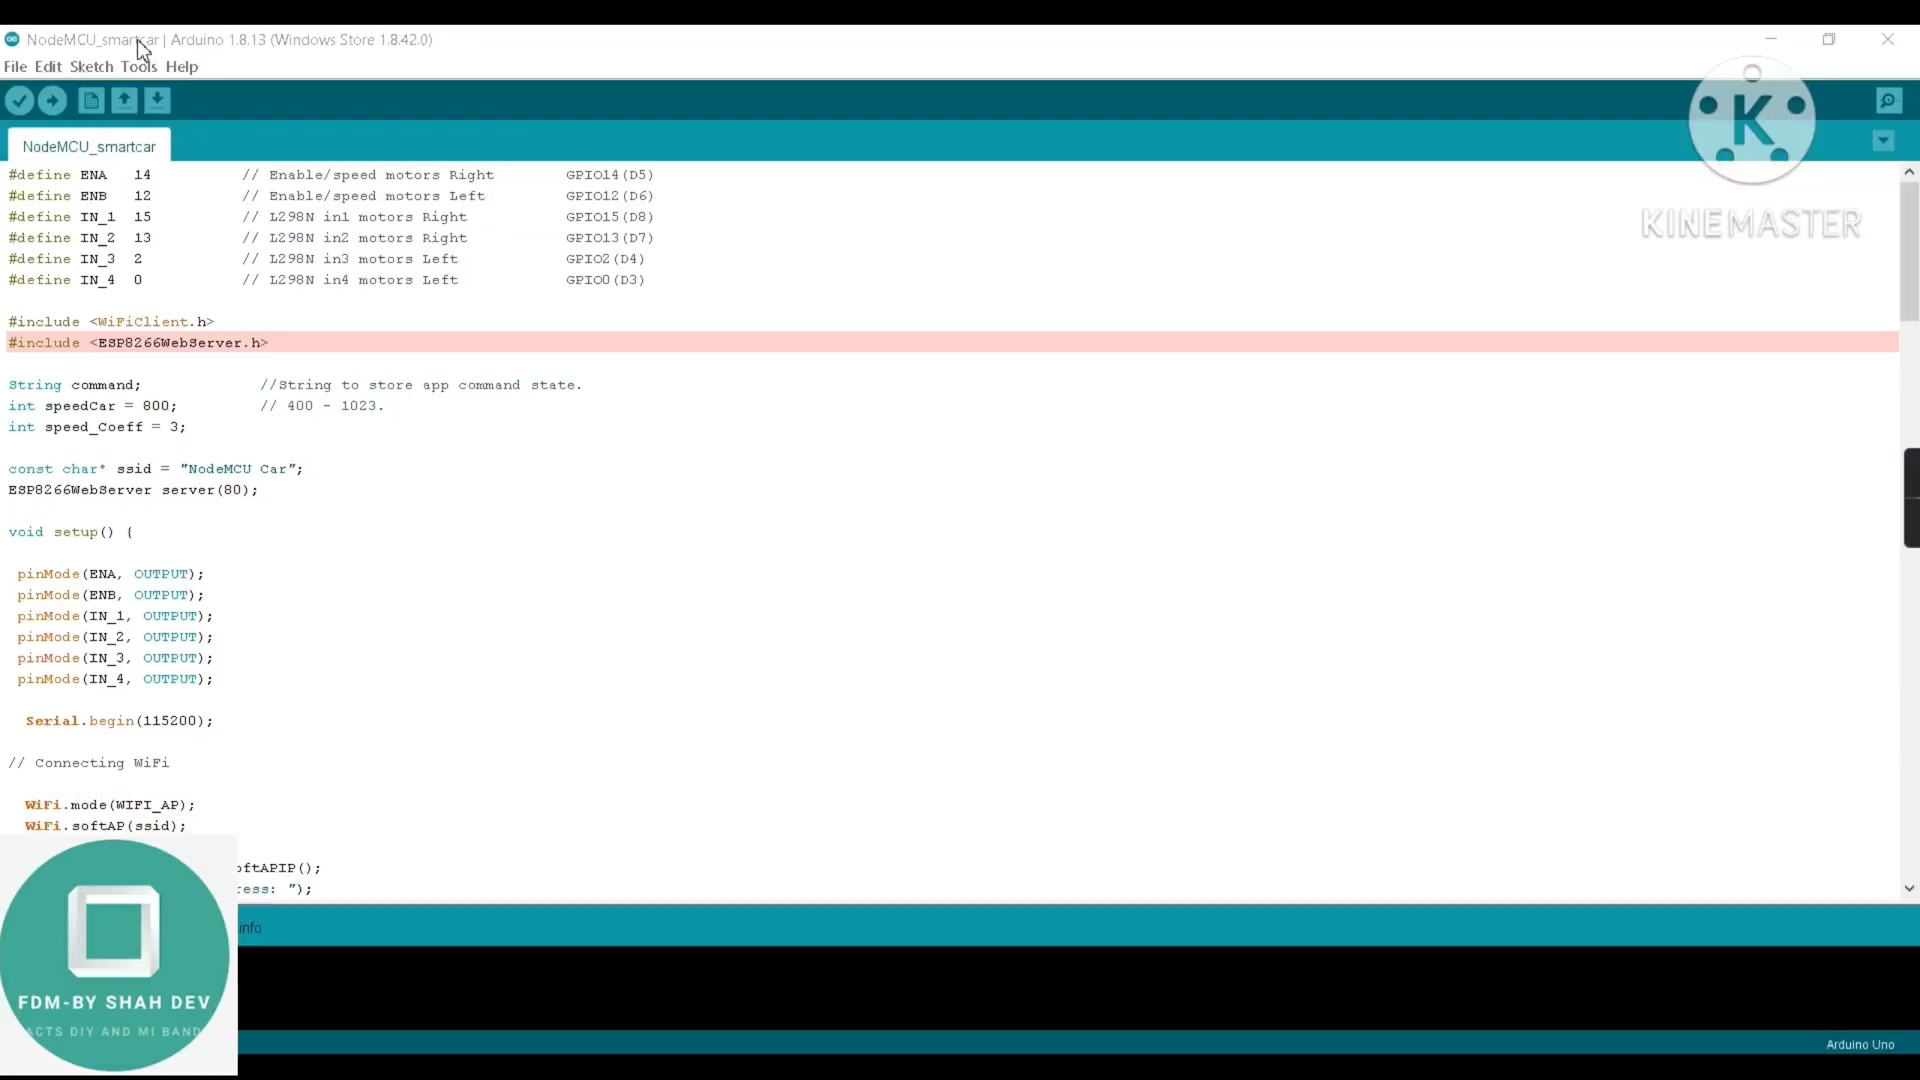 NodeMCU_smartcar | Arduino 1.8.13 (Windows Store 1.8.42.0)
File Edit Sketch Tools Help
K
KINEMASTER
NodeMCU_smartcar
#define ENA 14 // Enable/speed motors Right GPIO14(D5)
#define ENB 12 // Enable/speed motors Left GPIO12(D6)
#define IN_1 15 // L298N in1 motors Right GPIO15(D8)
#define IN_2 13 // L298N in2 motors Right GPIO13(D7)
#define IN_3 2 // L298N in3 motors Left GPIO2(D4)
#define IN_4 0 // L298N in4 motors Left GPIO0(D3)
#include <WiFiClient.h>
#include <ESP8266WebServer.h>
String command; //String to store app command state.
int speedCar = 800; // 400 - 1023.
int speed_Coeff = 3;
const char* ssid = "NodeMCU Car";
ESP8266WebServer server(80);
void setup() {
pinMode(ENA, OUTPUT);
pinMode(ENB, OUTPUT);
pinMode(IN_1, OUTPUT);
pinMode(IN_2, OUTPUT);
pinMode(IN_3, OUTPUT);
pinMode(IN_4, OUTPUT);
Serial.begin(115200);
// Connecting WiFi
WiFi.mode(WIFI_AP);
WiFi.softAP(ssid);
oftAPIP();
ress: ");
info
FDM-BY SHAH DEV
ACTS DIY AND MI BAND
Arduino Uno